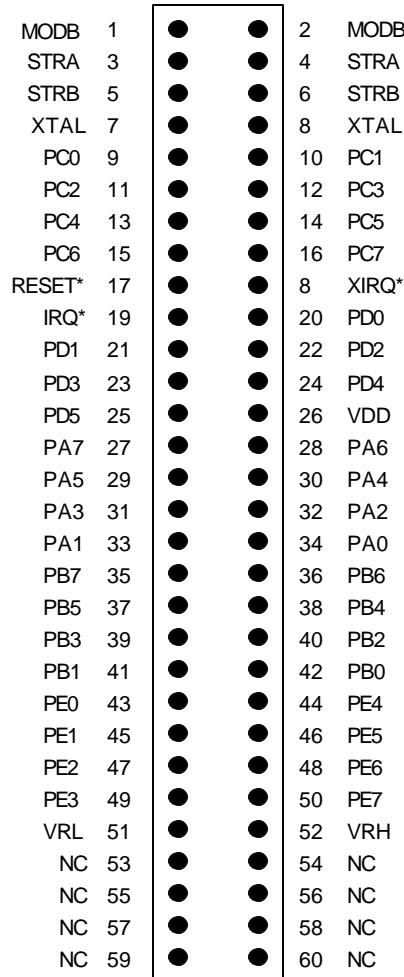 MODB 1 2 MODB
STRA 3 4 STRA
STRB 5 6 STRB
XTAL 7 8 XTAL
PC0 9 10 PC1
PC2 11 12 PC3
PC4 13 14 PC5
PC6 15 16 PC7
RESET* 17 8 XIRQ*
IRQ* 19 20 PD0
PD1 21 22 PD2
PD3 23 24 PD4
PD5 25 26 VDD
PA7 27 28 PA6
PA5 29 30 PA4
PA3 31 32 PA2
PA1 33 34 PA0
PB7 35 36 PB6
PB5 37 38 PB4
PB3 39 40 PB2
PB1 41 42 PB0
PE0 43 44 PE4
PE1 45 46 PE5
PE2 47 48 PE6
PE3 49 50 PE7
VRL 51 52 VRH
NC 53 54 NC
NC 55 56 NC
NC 57 58 NC
NC 59 60 NC